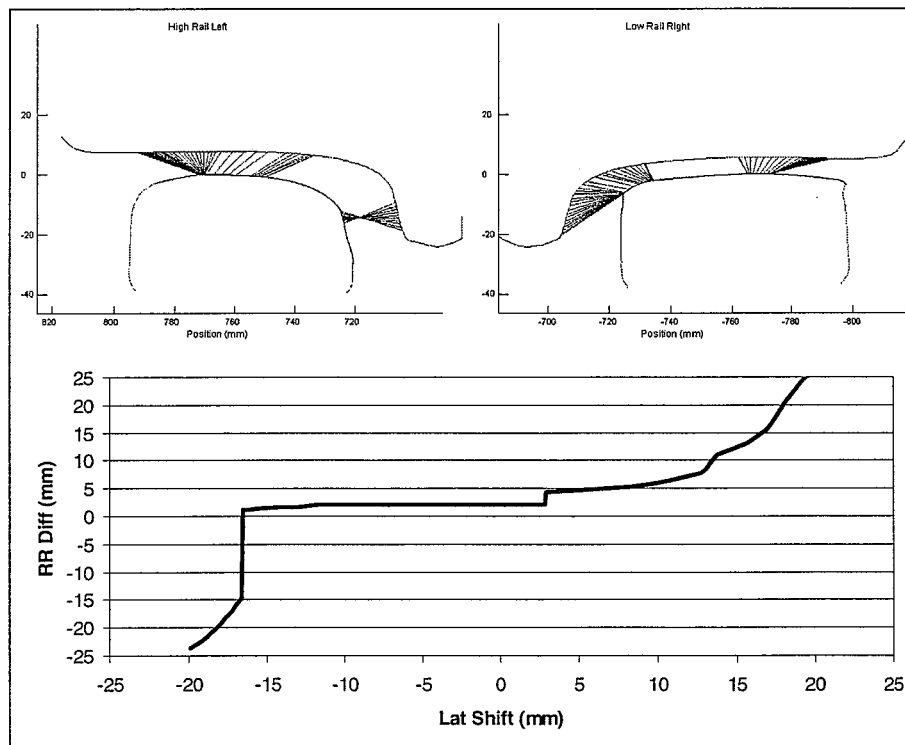 High Rail Left
Low Rail Right
20
0
-20
-40
820 800 780 760 740 720
Position (mm)
20
0
-20
-40
-700 -720 -740 -760 -780 -800
Position (mm)
RR Diff (mm)
25
20
15
10
5
0
-5
-10
-15
-20
-25
-25 -20 -15 -10 -5 0 5 10 15 20 25
Lat Shift (mm)